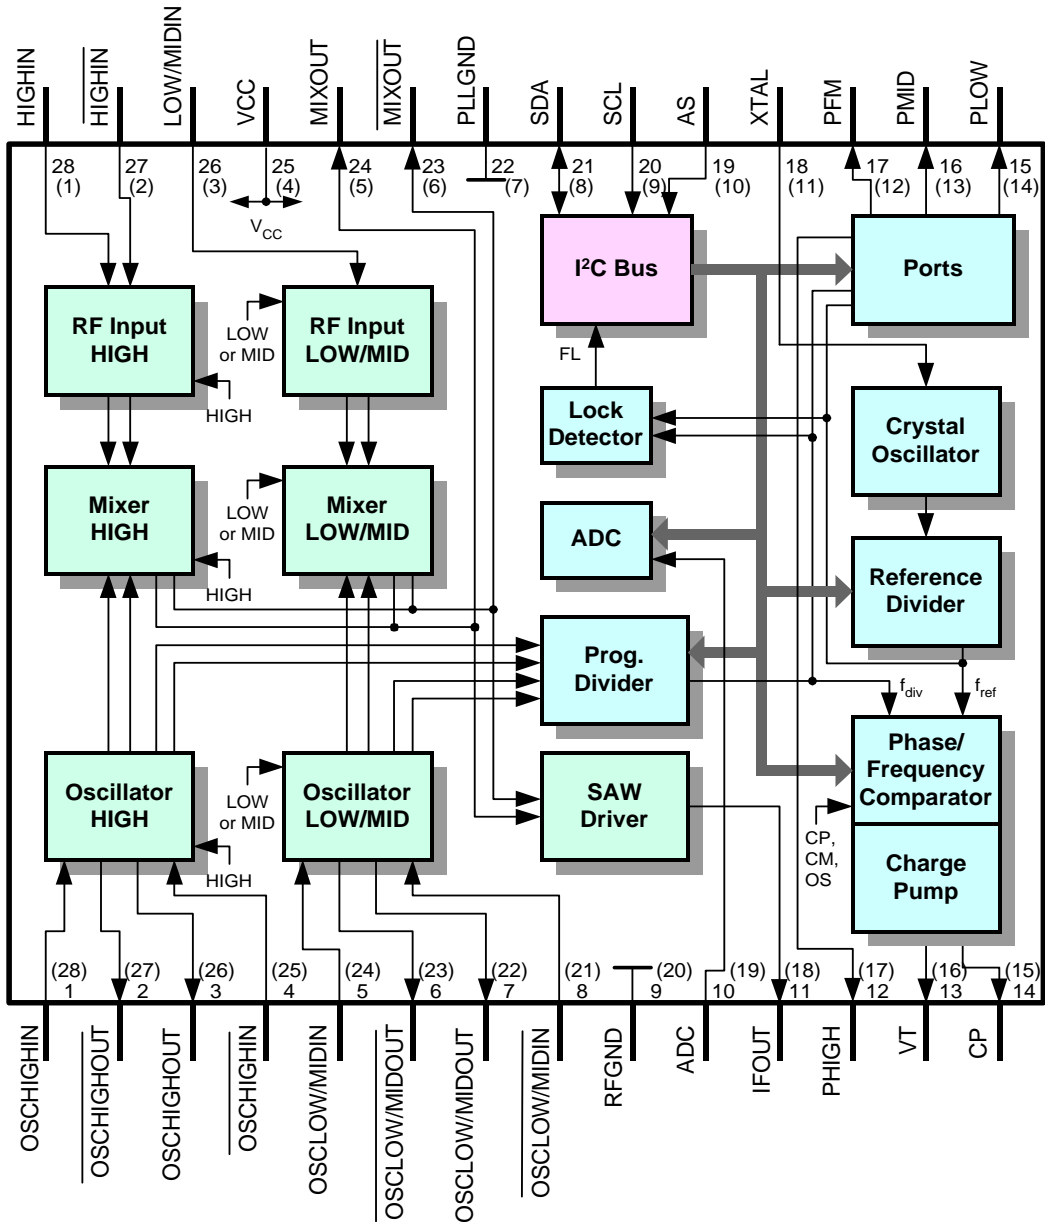 HIGHIN
HIGHIN
LOW/MIDIN
VCC
MIXOUT
MIXOUT
PLLGND
SDA
SCL
AS
XTAL
PFM
PMID
PLOW
28
(1)
27
(2)
26
(3)
25
(4)
24
(5)
23
(6)
22
(7)
21
(8)
20
(9)
19
(10)
18
(11)
17
(12)
16
(13)
15
(14)
VCC
I²C Bus
Ports
RF Input
HIGH
LOW
or MID
RF Input
LOW/MID
HIGH
FL
Lock
Detector
Crystal
Oscillator
Mixer
HIGH
LOW
or MID
Mixer
LOW/MID
HIGH
ADC
Reference
Divider
Prog.
Divider
fdiv
fref
Oscillator
HIGH
LOW
or MID
Oscillator
LOW/MID
HIGH
SAW
Driver
Phase/
Frequency
Comparator
CP,
CM,
OS
Charge
Pump
(28)
1
(27)
2
(26)
3
(25)
4
(24)
5
(23)
6
(22)
7
(21)
8
(20)
9
(19)
10
(18)
11
(17)
12
(16)
13
(15)
14
OSCHIGHIN
OSCHIGHOUT
OSCHIGHOUT
OSCHIGHIN
OSCLOW/MIDIN
OSCLOW/MIDOUT
OSCLOW/MIDOUT
OSCLOW/MIDIN
RFGND
ADC
IFOUT
PHIGH
VT
CP